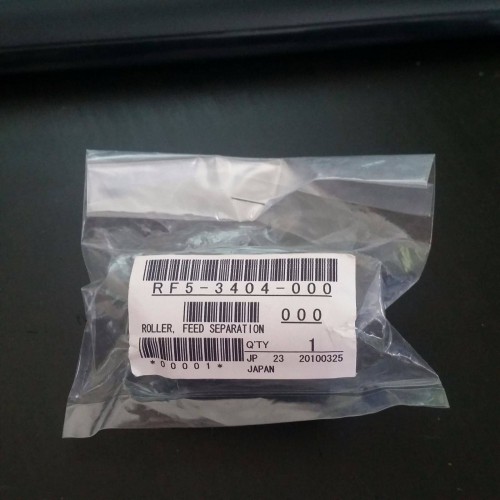 RF5-3404-000
000
ROLLER, FEED SEPARATION
Q'TY 1
*00001* JP 23 20100325
JAPAN